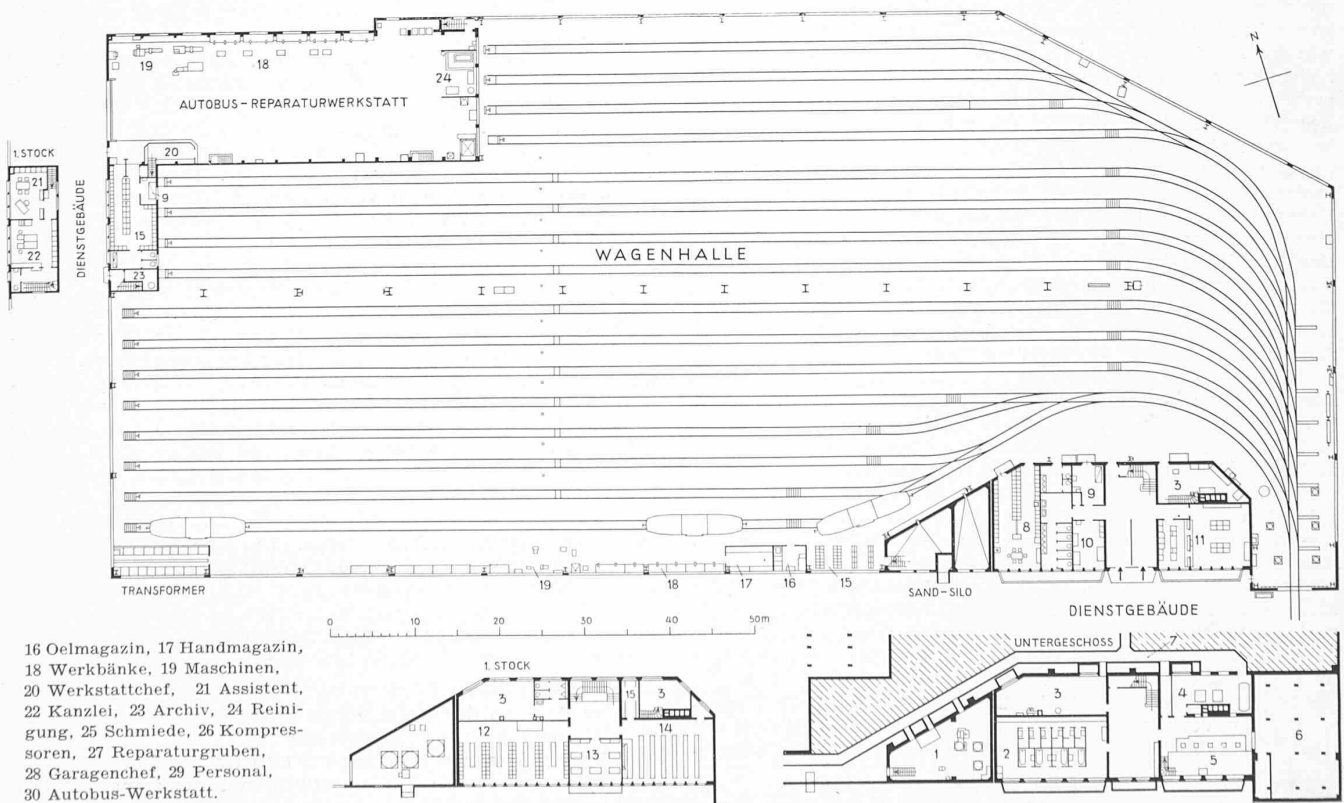 N
19
18
24
AUTOBUS-REPARATURWERKSTATT
1. STOCK
20
21
9
DIENSTGEBÄUDE
15
22
WAGENHALLE
23
3
9
8
10
11
19
18
17
16
15
TRANSFORMER
SAND-SILO
DIENSTGEBÄUDE
0 10 20 30 40 50m
UNTERGESCHOSS
7
1. STOCK
3
15
3
12
13
14
3
4
1
2
5
6
16 Oelmagazin, 17 Handmagazin,
18 Werkbänke, 19 Maschinen,
20 Werkstattchef, 21 Assistent,
22 Kanzlei, 23 Archiv, 24 Reini-
gung, 25 Schmiede, 26 Kompres-
soren, 27 Reparaturgruben,
28 Garagenchef, 29 Personal,
30 Autobus-Werkstatt.